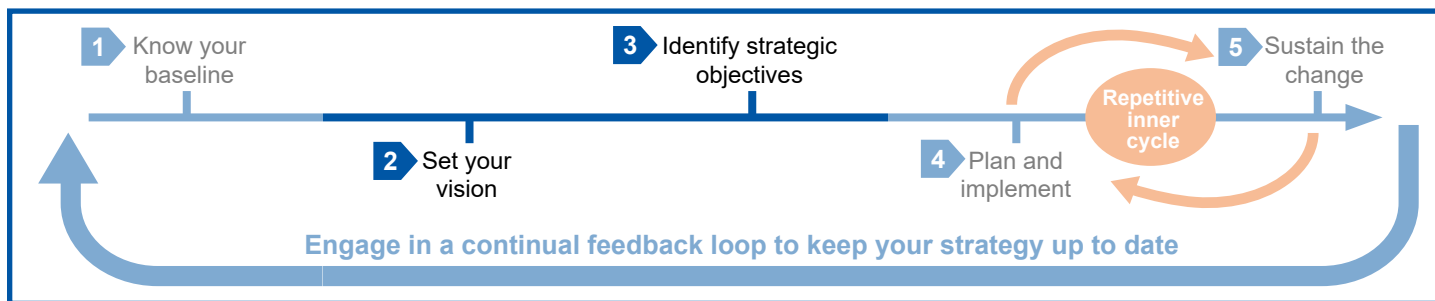 1 Know your
baseline
2 Set your
vision
3 Identify strategic
objectives
4 Plan and
implement
Repetitive
inner
cycle
5 Sustain the
change
Engage in a continual feedback loop to keep your strategy up to date